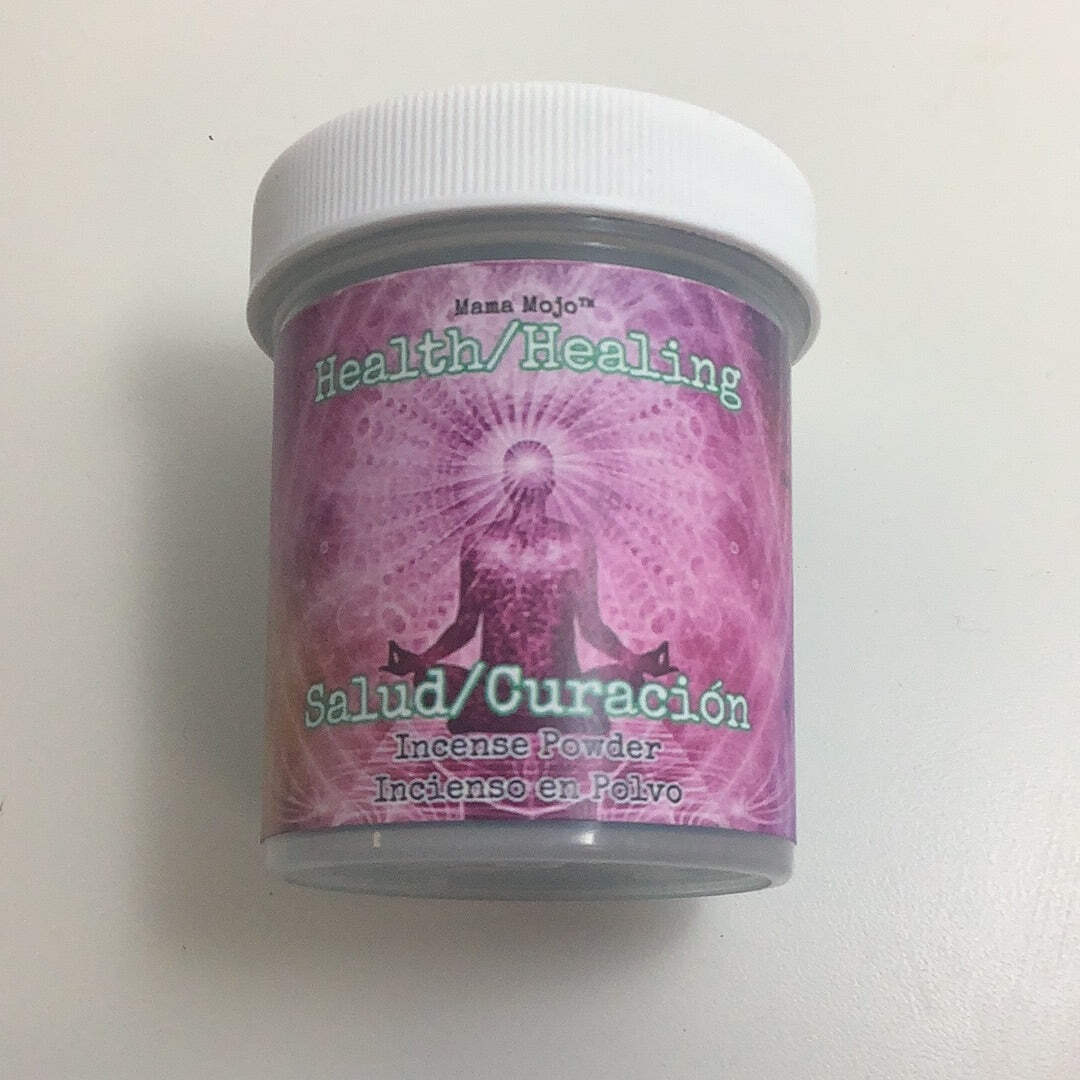 Mama Mojo™
Health/Healing
Salud/Curación
Incense Powder
Incienso en Polvo